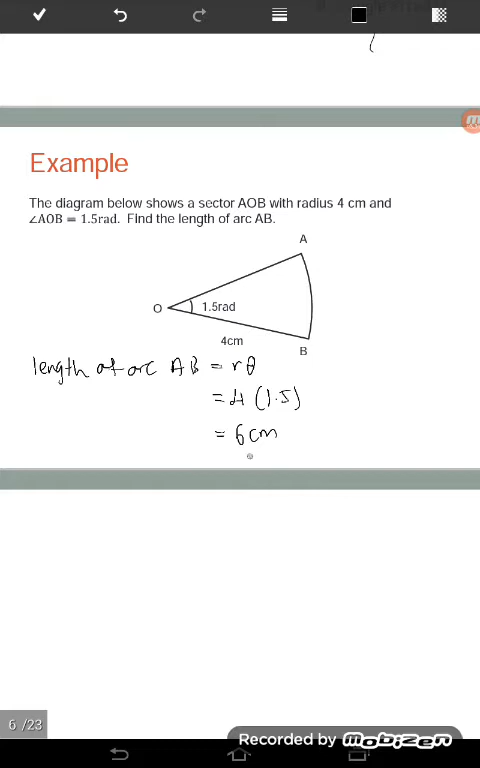 Example
The diagram below shows a sector AOB with radius 4 cm and
∠AOB = 1.5rad. Find the length of arc AB.
A
O
1.5rad
4cm
B
length of arc AB = rθ
= 4 (1.5)
= 6cm
6 /23
Recorded by mobizen